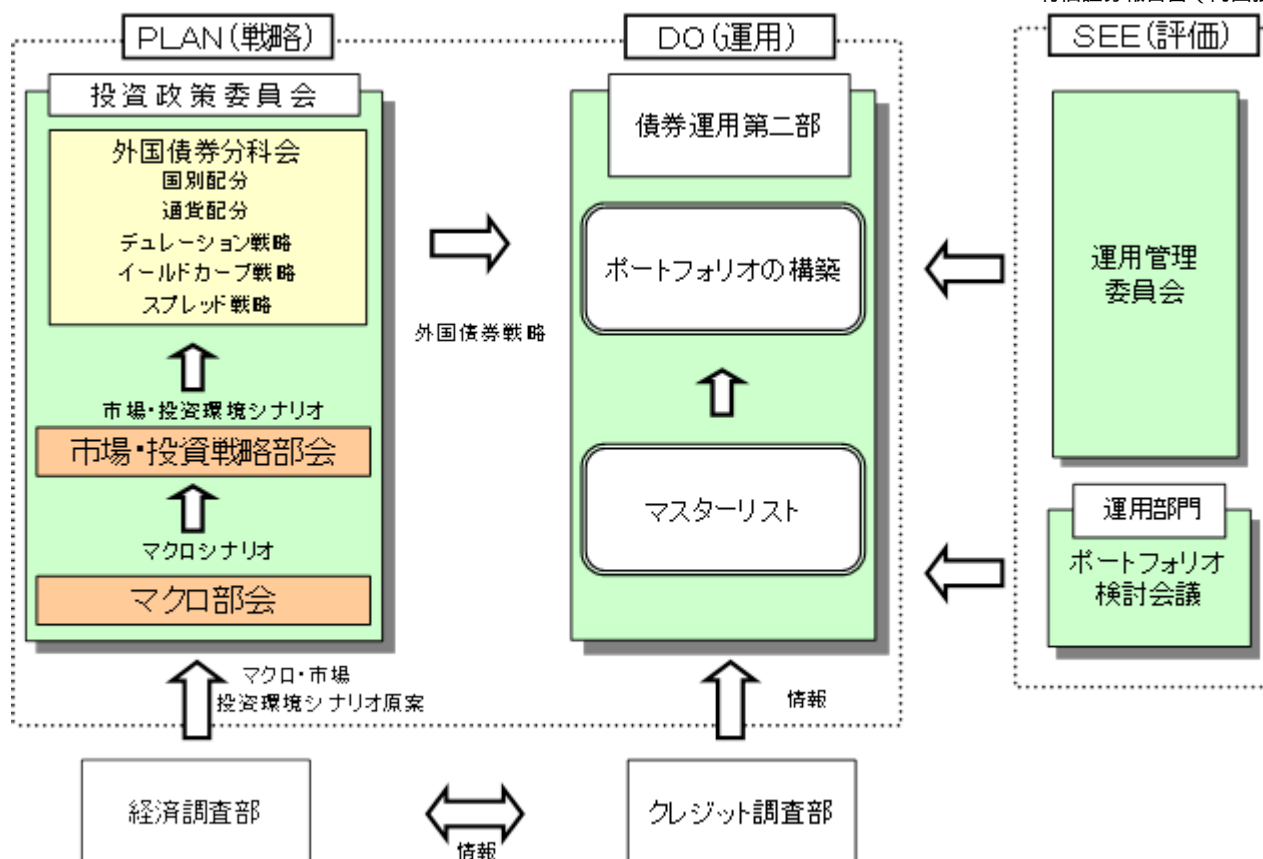 PLAN(戦略)
投資政策委員会
外国債券分科会
国別配分
通貨配分
デュレーション戦略
イールドカーブ戦略
スプレッド戦略
市場・投資環境シナリオ
市場・投資戦略部会
マクロシナリオ
マクロ部会
マクロ・市場
投資環境シナリオ原案
経済調査部
外国債券戦略
情報
DO(運用)
債券運用第二部
ポートフォリオの構築
マスターリスト
情報
クレジット調査部
SEE(評価)
運用管理
委員会
運用部門
ポートフォリオ
検討会議